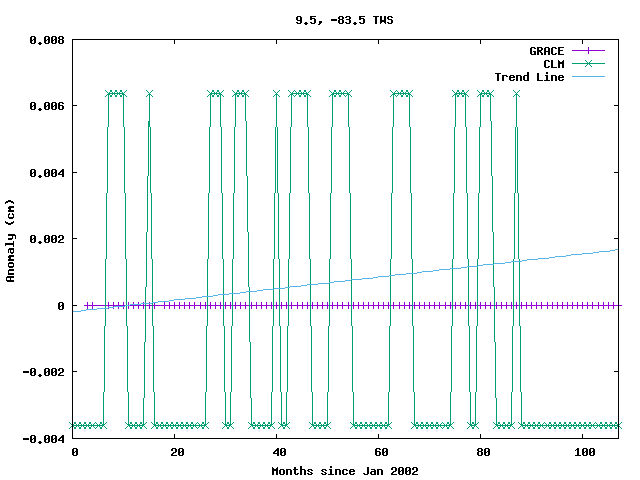 9.5, -83.5 TWS
GRACE
CLM
Trend Line
0.008
0.006
0.004
0.002
0
-0.002
-0.004
Anomaly (cm)
0 20 40 60 80 100
Months since Jan 2002